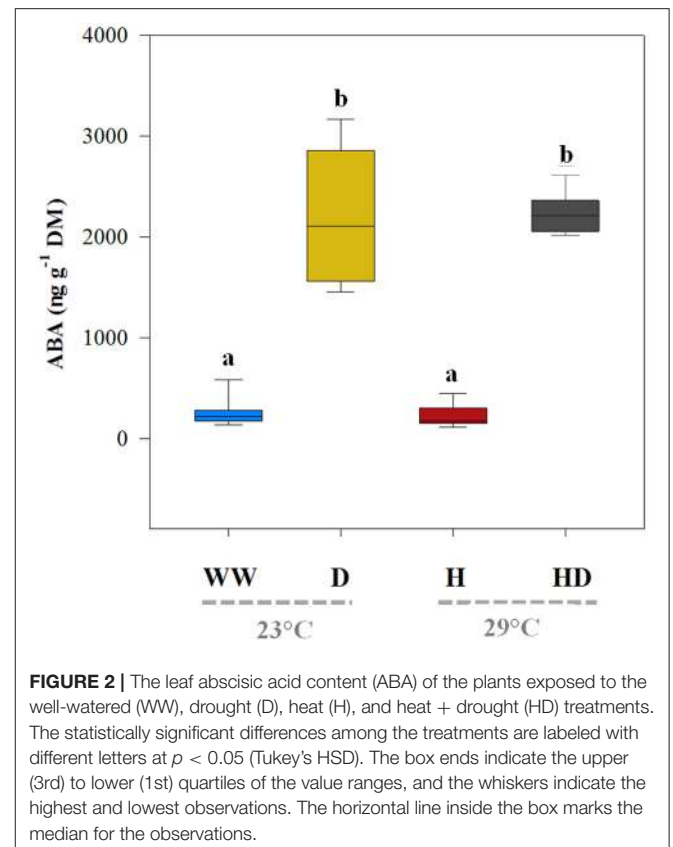 4000
3000
2000
1000
0
ABA (ng g⁻¹ DM)
a
b
a
b
WW D H HD
23°C 29°C
FIGURE 2 | The leaf abscisic acid content (ABA) of the plants exposed to the
well-watered (WW), drought (D), heat (H), and heat + drought (HD) treatments.
The statistically significant differences among the treatments are labeled with
different letters at p < 0.05 (Tukey's HSD). The box ends indicate the upper
(3rd) to lower (1st) quartiles of the value ranges, and the whiskers indicate the
highest and lowest observations. The horizontal line inside the box marks the
median for the observations.